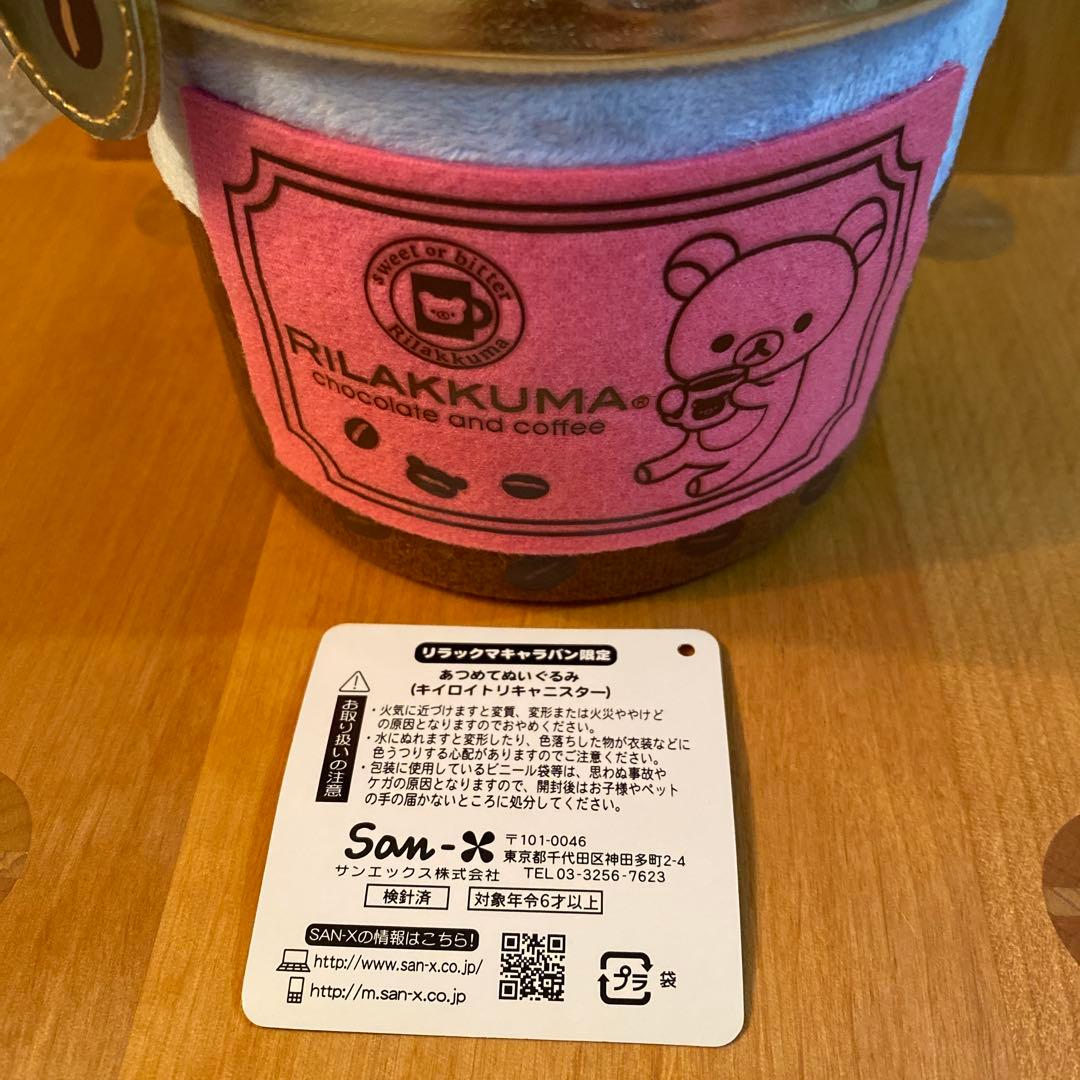 sweet or bitter
Rilakkuma
RILAKKUMA®
chocolate and coffee
リラックマキャラバン限定
あつめてぬいぐるみ
(キイロイトリキャニスター)
お取り扱いの注意
・火気に近づけますと変質、変形または火災ややけど
の原因となりますのでおやめください。
・水にぬれますと変形したり、色落ちした物が衣装などに
色うつりする心配がありますのでご注意ください。
・包装に使用しているビニール袋等は、思わぬ事故や
ケガの原因となりますので、開封後はお子様やペット
の手の届かないところに処分してください。
San-X
〒101-0046
東京都千代田区神田多町2-4
サンエックス株式会社 TEL 03-3256-7623
検針済 対象年令6才以上
SAN-Xの情報はこちら!
http://www.san-x.co.jp/
http://m.san-x.co.jp
プラ 袋